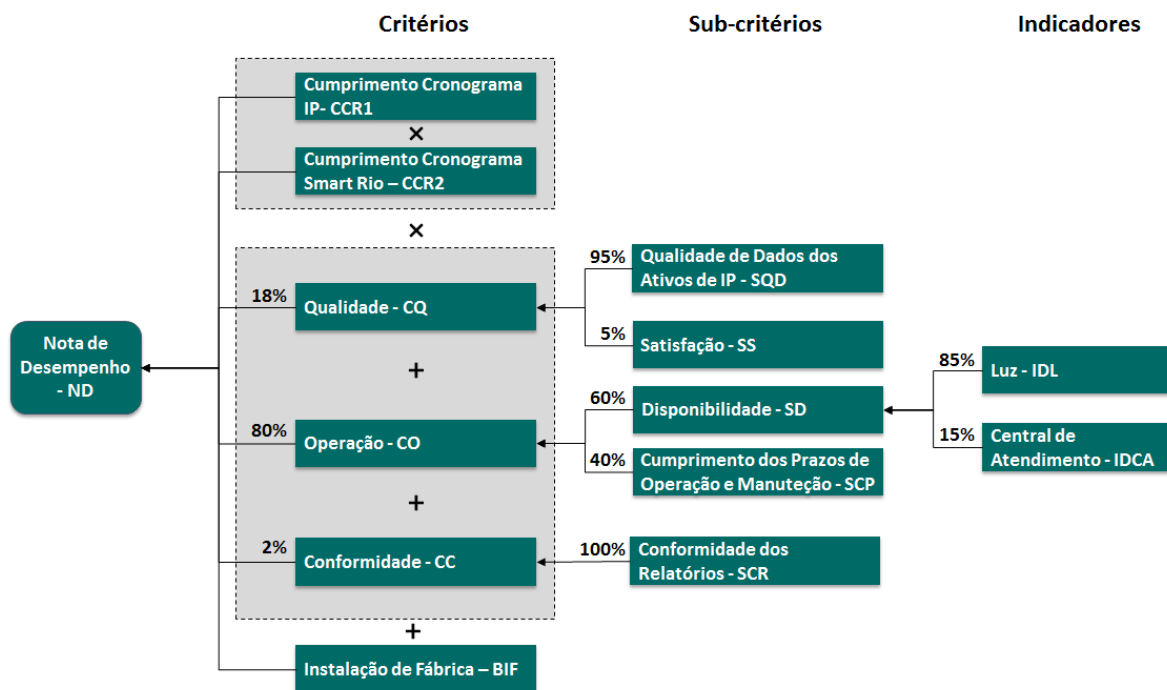 Critérios
Sub-critérios
Indicadores
Cumprimento Cronograma
IP- CCR1
×
Cumprimento Cronograma
Smart Rio – CCR2
×
95%
Qualidade de Dados dos
Ativos de IP - SQD
18%
Qualidade - CQ
5%
Satisfação - SS
Nota de
Desempenho
- ND
+
85%
Luz - IDL
60%
Disponibilidade - SD
80%
Operação - CO
15%
Central de
Atendimento - IDCA
40%
Cumprimento dos Prazos de
Operação e Manuteção - SCP
+
2%
Conformidade - CC
100%
Conformidade dos
Relatórios - SCR
+
Instalação de Fábrica – BIF